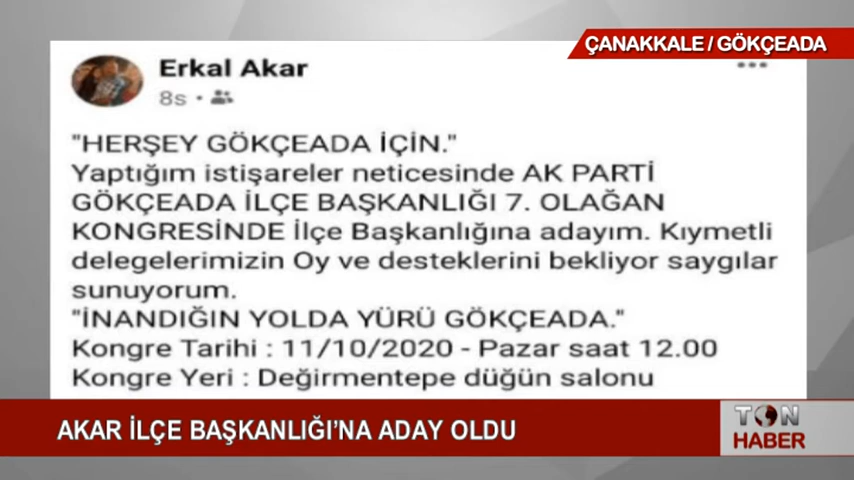 ÇANAKKALE / GÖKÇEADA
Erkal Akar
8s
"HERŞEY GÖKÇEADA İÇİN."
Yaptığım istişareler neticesinde AK PARTİ
GÖKÇEADA İLÇE BAŞKANLIĞI 7. OLAĞAN
KONGRESİNDE İlçe Başkanlığına adayım. Kıymetli
delegelerimizin Oy ve desteklerini bekliyor saygılar
sunuyorum.
"İNANDIĞIN YOLDA YÜRÜ GÖKÇEADA."
Kongre Tarihi : 11/10/2020 - Pazar saat 12.00
Kongre Yeri : Değirmentepe düğün salonu
AKAR İLÇE BAŞKANLIĞI'NA ADAY OLDU
TON
HABER